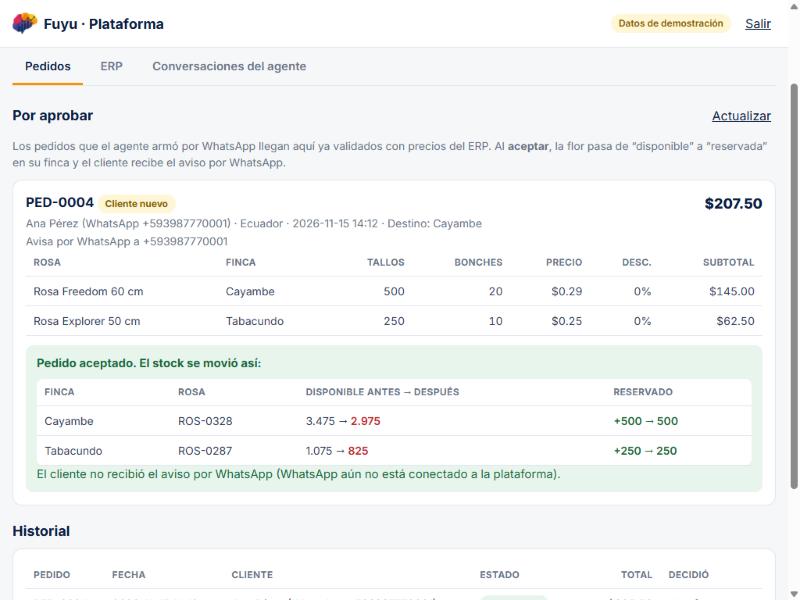 Fuyu · Plataforma
Datos de demostración
Salir
Pedidos ERP Conversaciones del agente
Por aprobar
Actualizar
Los pedidos que el agente armó por WhatsApp llegan aquí ya validados con precios del ERP. Al aceptar, la flor pasa de “disponible” a “reservada”
en su finca y el cliente recibe el aviso por WhatsApp.
PED-0004 Cliente nuevo $207.50
Ana Pérez (WhatsApp +593987770001) · Ecuador · 2026-11-15 14:12 · Destino: Cayambe
Avisa por WhatsApp a +593987770001
ROSA FINCA TALLOS BONCHES PRECIO DESC. SUBTOTAL
Rosa Freedom 60 cm Cayambe 500 20 $0.29 0% $145.00
Rosa Explorer 50 cm Tabacundo 250 10 $0.25 0% $62.50
Pedido aceptado. El stock se movió así:
FINCA ROSA DISPONIBLE ANTES → DESPUÉS RESERVADO
Cayambe ROS-0328 3.475 → 2.975 +500 → 500
Tabacundo ROS-0287 1.075 → 825 +250 → 250
El cliente no recibió el aviso por WhatsApp (WhatsApp aún no está conectado a la plataforma).
Historial
PEDIDO FECHA CLIENTE ESTADO TOTAL DECIDIÓ